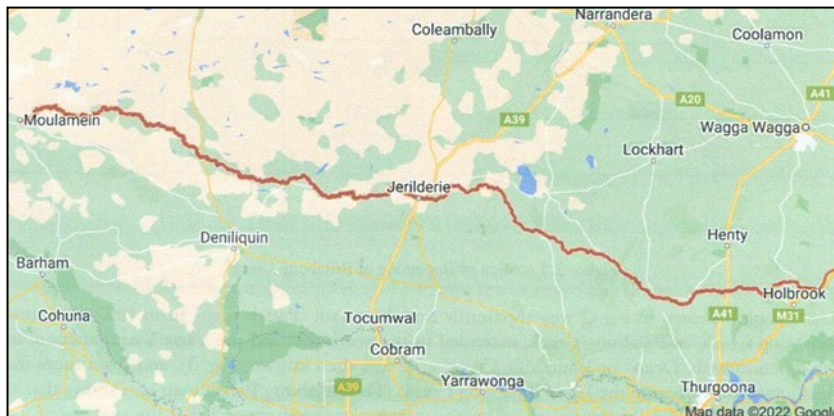 Narrandera
Coleambally
Coolamon
A41
A20
Moulamein
A39
Wagga Wagga
Lockhart
Jerilderie
Henty
Deniliquin
Barham
Holbrook
A41
M31
Cohuna
Tocumwal
Cobram
A39
Yarrawonga
Thurgoona
Map data ©2022 Google